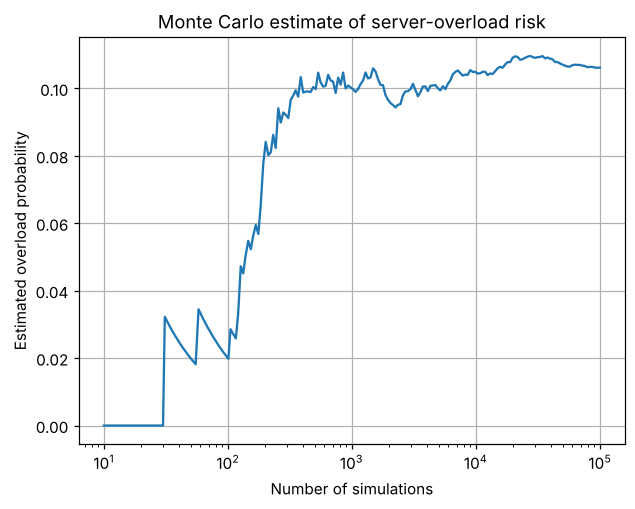 Monte Carlo estimate of server-overload risk
Estimated overload probability
0.10
0.08
0.06
0.04
0.02
0.00
10¹ 10² 10³ 10⁴ 10⁵
Number of simulations